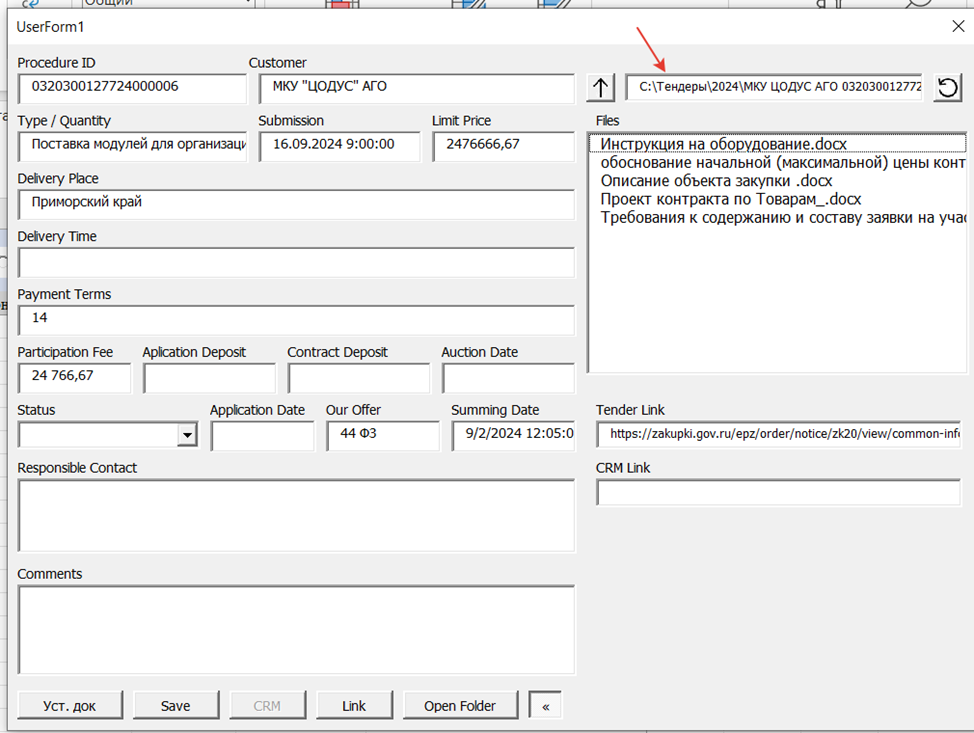 Общий
UserForm1
Procedure ID
Customer
0320300127724000006
МКУ "ЦОДУС" АГО
C:\Тендеры\2024\МКУ ЦОДУС АГО 032030012772
Type / Quantity
Submission
Limit Price
Files
Поставка модулей для организаци
16.09.2024 9:00:00
2476666,67
Инструкция на оборудование.docx
обоснование начальной (максимальной) цены конт
Описание объекта закупки .docx
Проект контракта по Товарам_.docx
Требования к содержанию и составу заявки на учас
Delivery Place
Приморский край
Delivery Time
Payment Terms
14
Participation Fee
Aplication Deposit
Contract Deposit
Auction Date
24 766,67
Status
Application Date
Our Offer
Summing Date
Tender Link
44 ФЗ
9/2/2024 12:05:0
https://zakupki.gov.ru/epz/order/notice/zk20/view/common-info
Responsible Contact
CRM Link
Comments
Уст. док
Save
CRM
Link
Open Folder
«